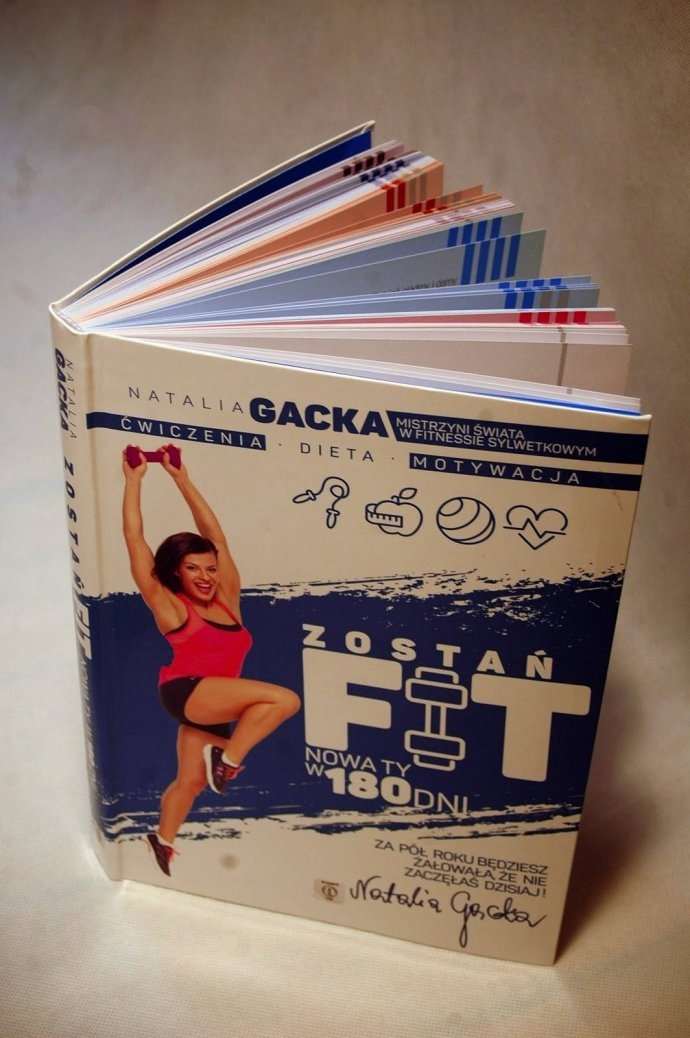 NATALIA GACKA
MISTRZYNI ŚWIATA
W FITNESSIE SYLWETKOWYM
ĆWICZENIA · DIETA · MOTYWACJA
ZOSTAŃ
FIT
NOWA TY
W 180 DNI
ZA PÓŁ ROKU BĘDZIESZ
ŻAŁOWAŁA, ŻE NIE
ZACZĘŁAŚ DZISIAJ!
Natalia Gacka
NATALIA
GACKA
ZOSTAŃ FIT